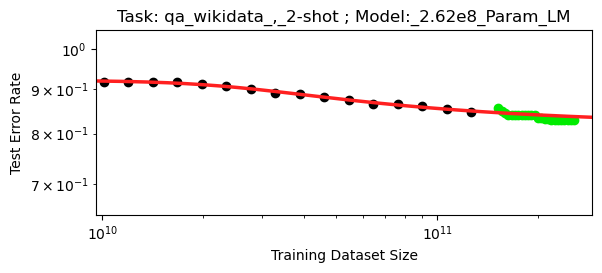 Task: qa_wikidata_,_2-shot ; Model:_2.62e8_Param_LM
10⁰
9 × 10⁻¹
8 × 10⁻¹
7 × 10⁻¹
Test Error Rate
10¹⁰
10¹¹
Training Dataset Size